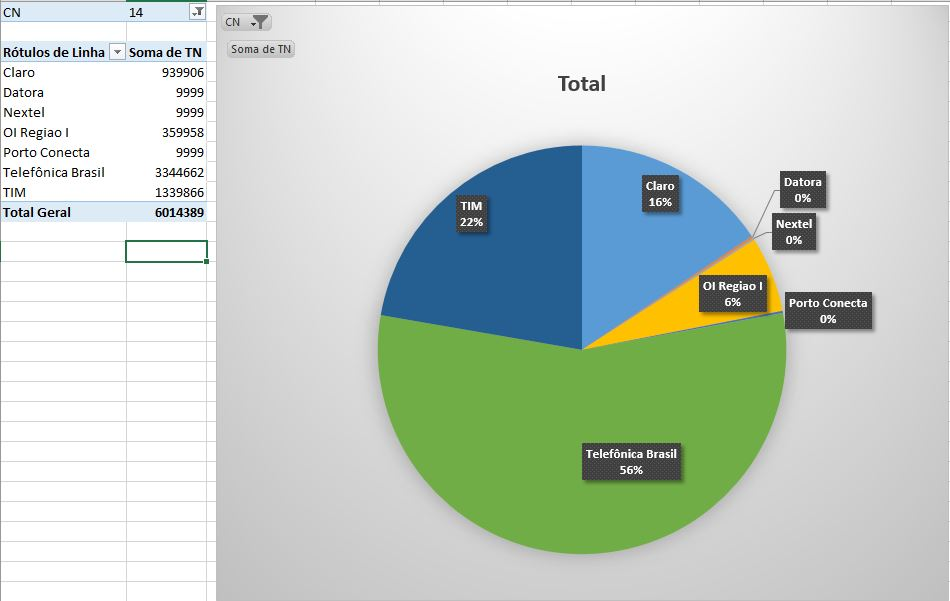 CN 14
Rótulos de Linha Soma de TN
Claro 939906
Datora 9999
Nextel 9999
OI Regiao I 359958
Porto Conecta 9999
Telefônica Brasil 3344662
TIM 1339866
Total Geral 6014389
CN
Soma de TN
Total
Claro
16%
Datora
0%
Nextel
0%
OI Regiao I
6%
Porto Conecta
0%
Telefônica Brasil
56%
TIM
22%